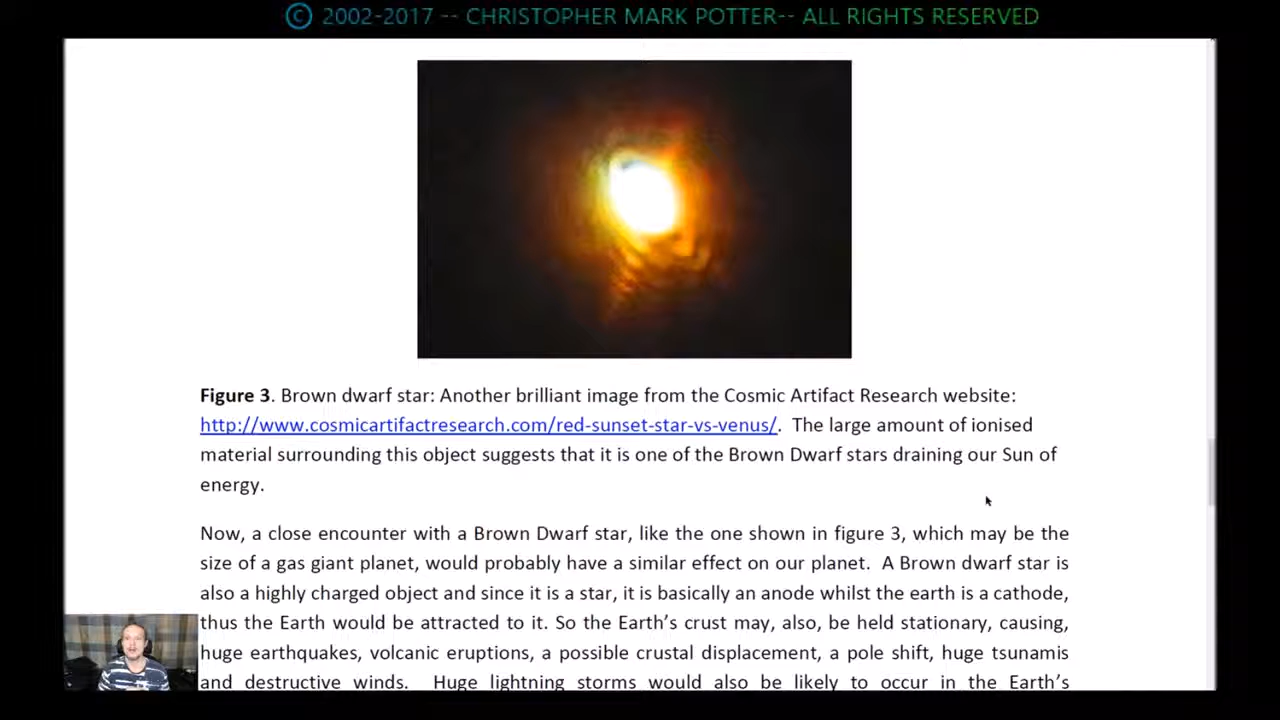 © 2002-2017 -- CHRISTOPHER MARK POTTER-- ALL RIGHTS RESERVED
Figure 3. Brown dwarf star: Another brilliant image from the Cosmic Artifact Research website:
http://www.cosmicartifactresearch.com/red-sunset-star-vs-venus/. The large amount of ionised
material surrounding this object suggests that it is one of the Brown Dwarf stars draining our Sun of
energy.
Now, a close encounter with a Brown Dwarf star, like the one shown in figure 3, which may be the
size of a gas giant planet, would probably have a similar effect on our planet. A Brown dwarf star is
also a highly charged object and since it is a star, it is basically an anode whilst the earth is a cathode,
thus the Earth would be attracted to it. So the Earth's crust may, also, be held stationary, causing,
huge earthquakes, volcanic eruptions, a possible crustal displacement, a pole shift, huge tsunamis
and destructive winds. Huge lightning storms would also be likely to occur in the Earth's